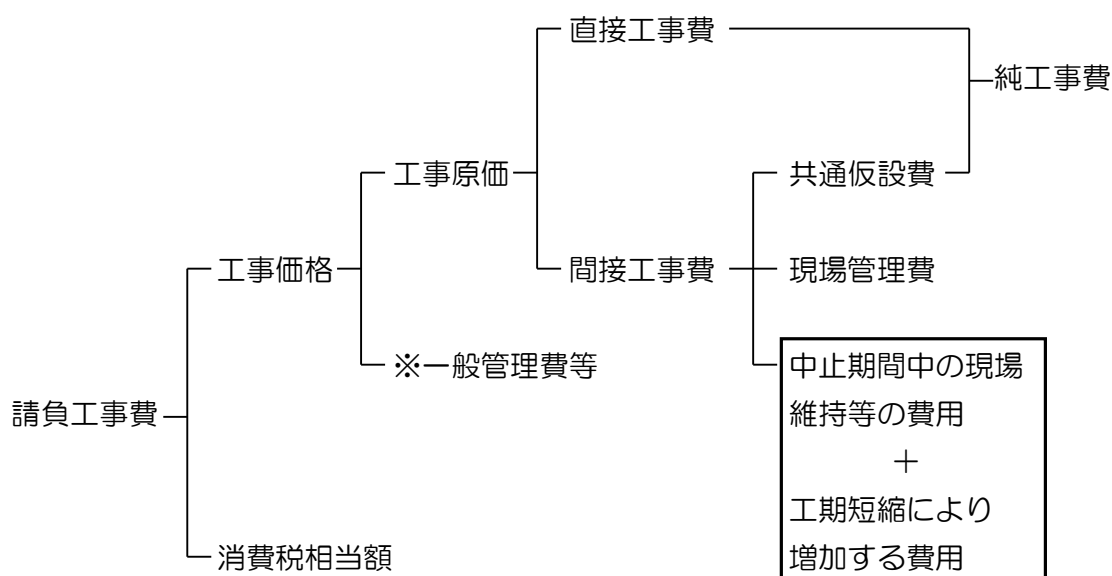 直接工事費
純工事費
工事原価
共通仮設費
工事価格
間接工事費
現場管理費
※一般管理費等
中止期間中の現場
維持等の費用
請負工事費
＋
工期短縮により
増加する費用
消費税相当額